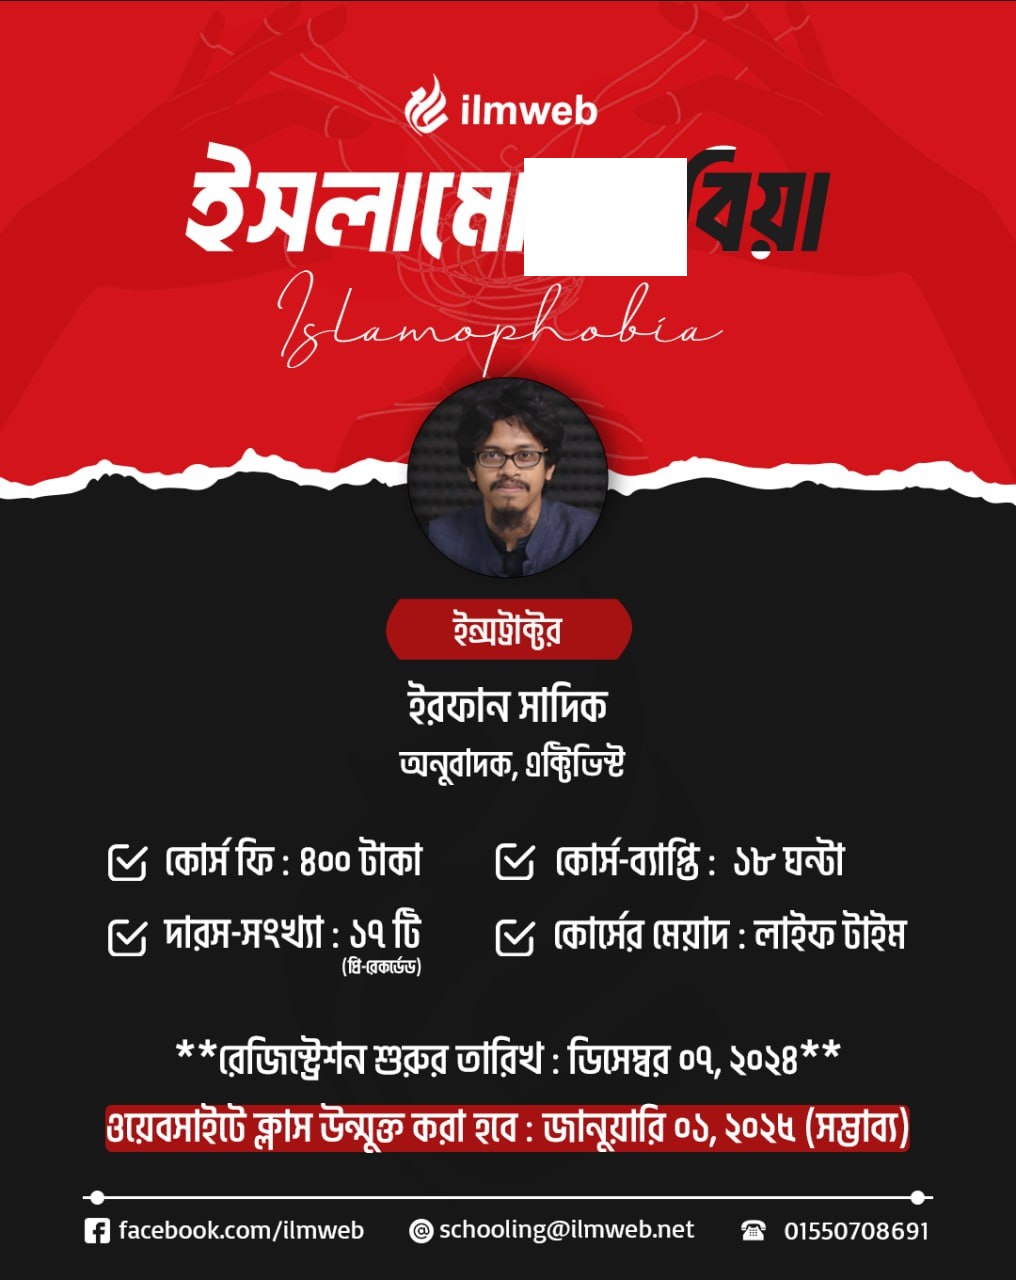 ilmweb
ইসলামো বিয়া
Islamophobia
ইন্সট্রাক্টর
ইরফান সাদিক
অনুবাদক, এক্টিভিস্ট
কোর্স ফি : ৪০০ টাকা
কোর্স-ব্যাপ্তি : ১৮ ঘন্টা
দারস-সংখ্যা : ১৭ টি
(প্রি-রেকর্ডেড)
কোর্সের মেয়াদ : লাইফ টাইম
**রেজিস্ট্রেশন শুরুর তারিখ : ডিসেম্বর ০৭, ২০২৪**
ওয়েবসাইটে ক্লাস উন্মুক্ত করা হবে : জানুয়ারি ০১, ২০২৫ (সম্ভাব্য)
facebook.com/ilmweb
schooling@ilmweb.net
01550708691